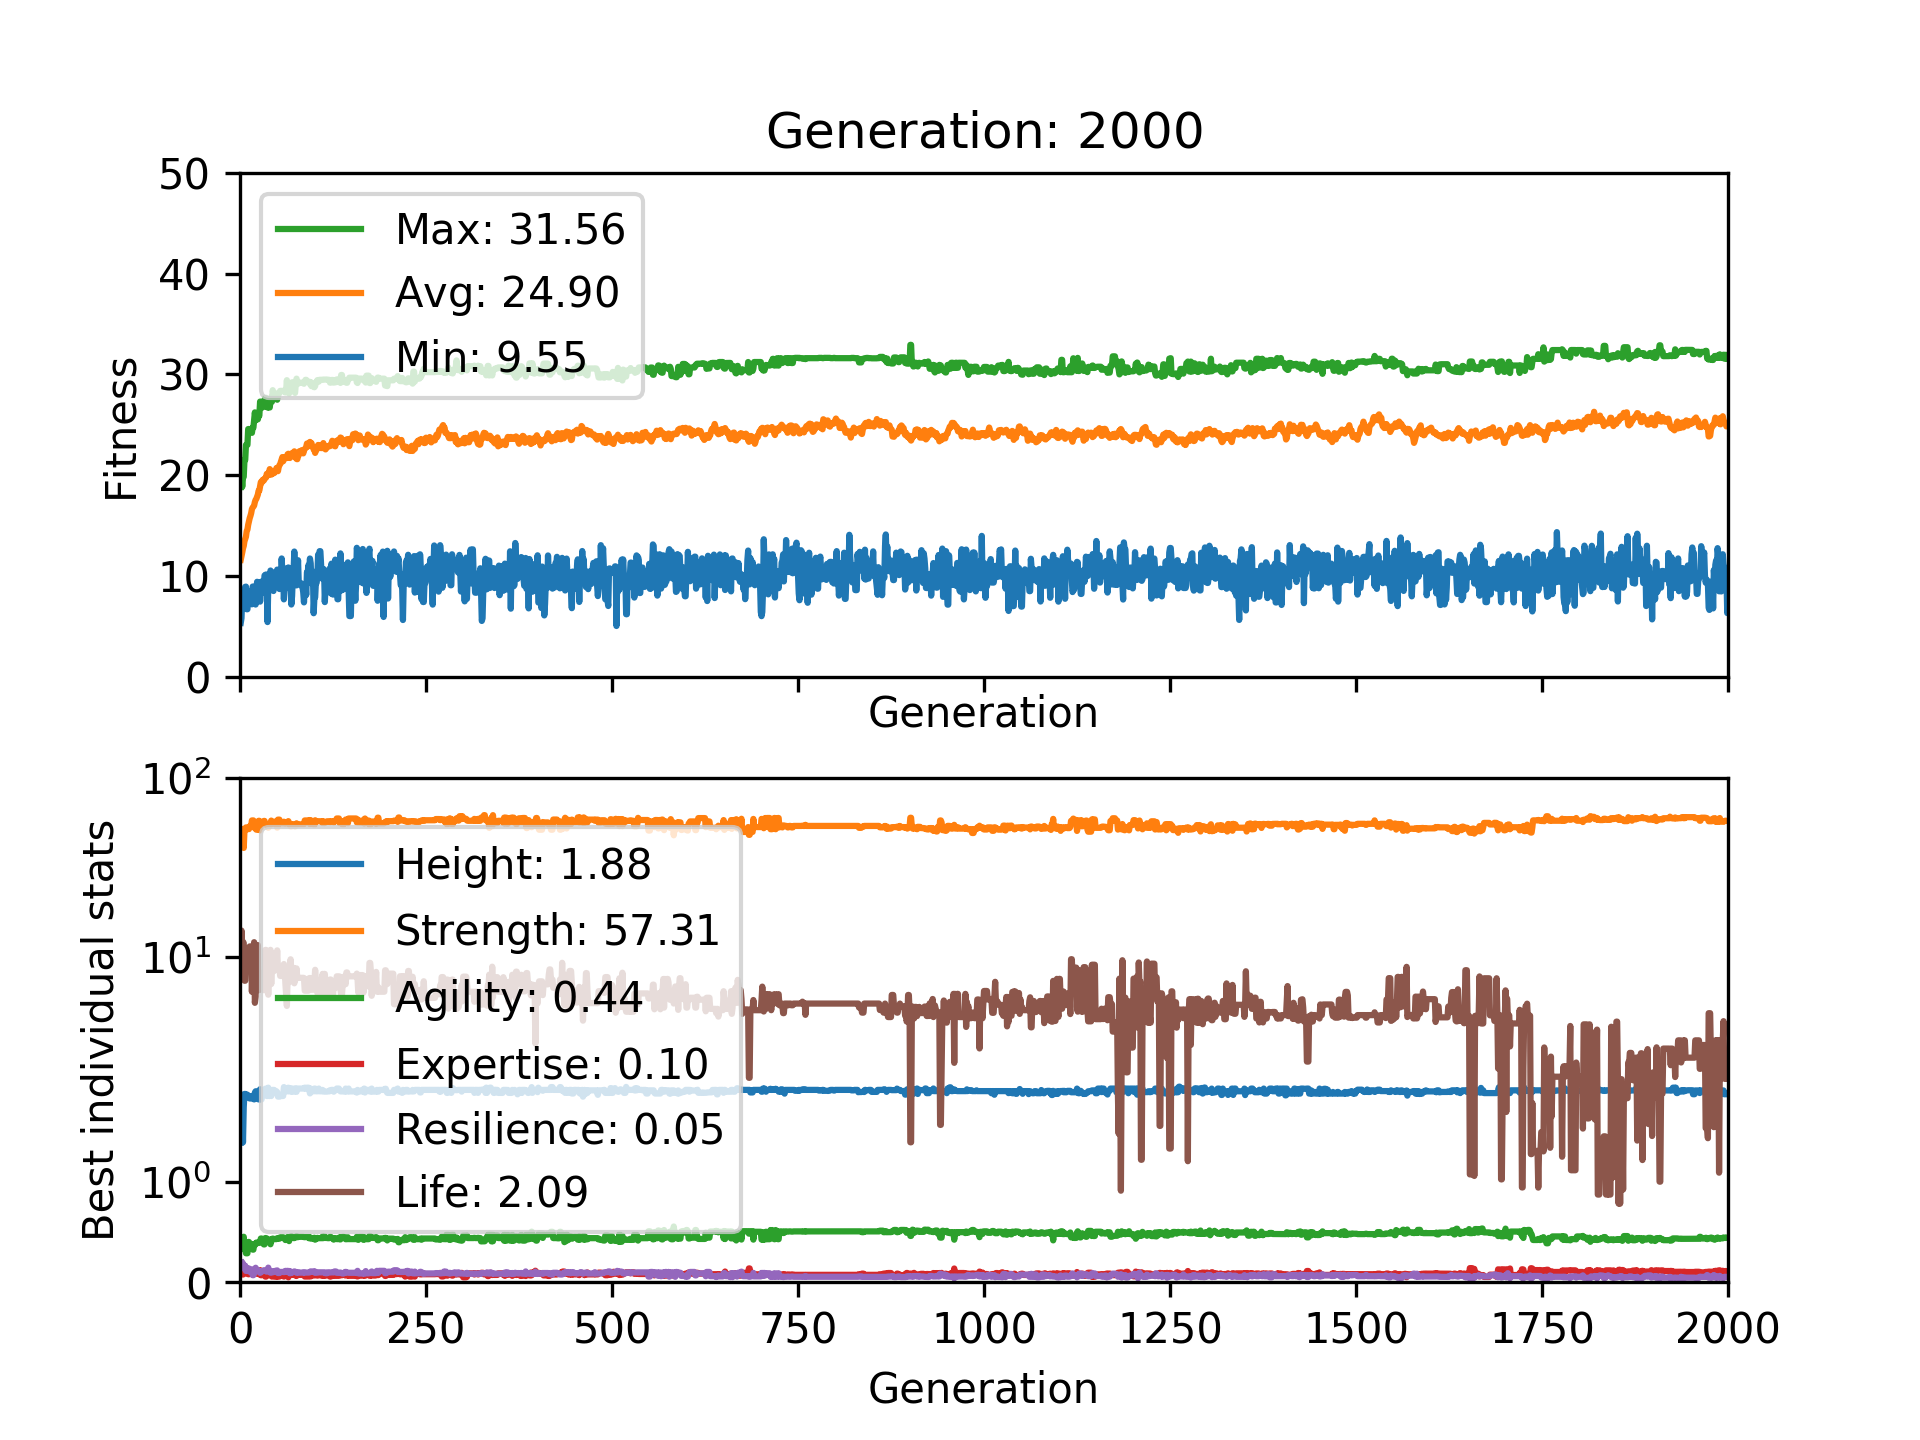 Generation: 2000
Fitness
50
40
30
20
10
0
Max: 31.56
Avg: 24.90
Min: 9.55
Generation
Best individual stats
10²
10¹
10⁰
0
Height: 1.88
Strength: 57.31
Agility: 0.44
Expertise: 0.10
Resilience: 0.05
Life: 2.09
0 250 500 750 1000 1250 1500 1750 2000
Generation